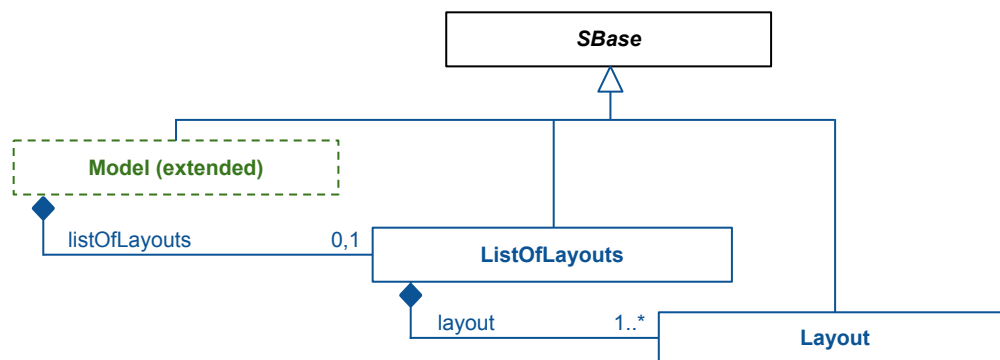 SBase
Model (extended)
listOfLayouts 0,1
ListOfLayouts
layout 1..*
Layout